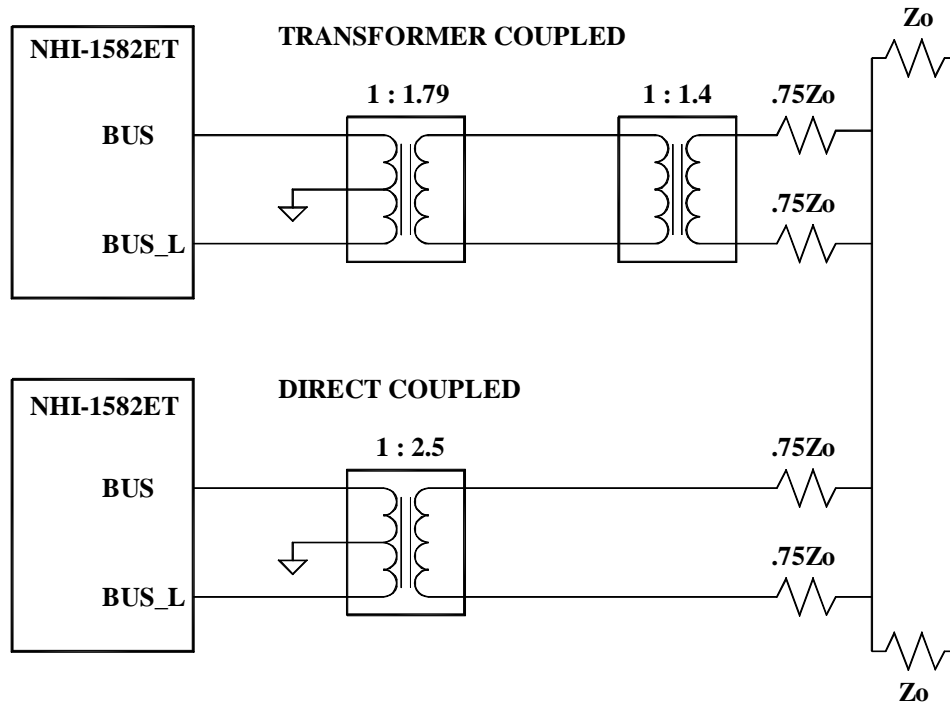 Zo
TRANSFORMER COUPLED
NHI-1582ET
1 : 1.79
1 : 1.4
.75Zo
BUS
.75Zo
BUS_L
DIRECT COUPLED
NHI-1582ET
1 : 2.5
.75Zo
BUS
.75Zo
BUS_L
Zo